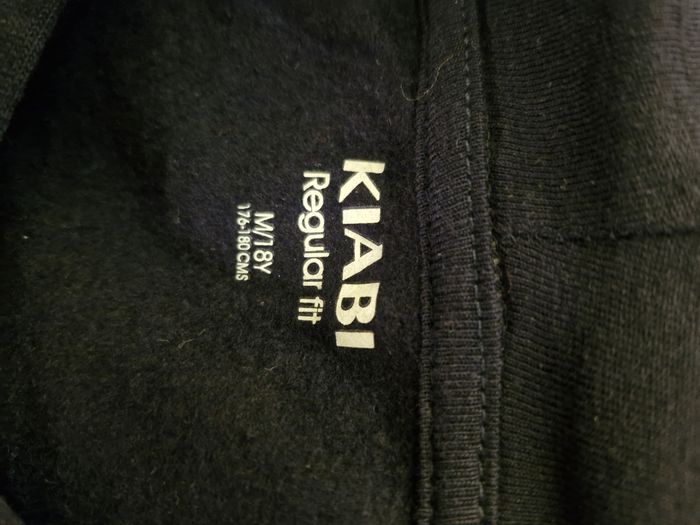 KIABI
Regular fit
M/18Y
176-180 CMS